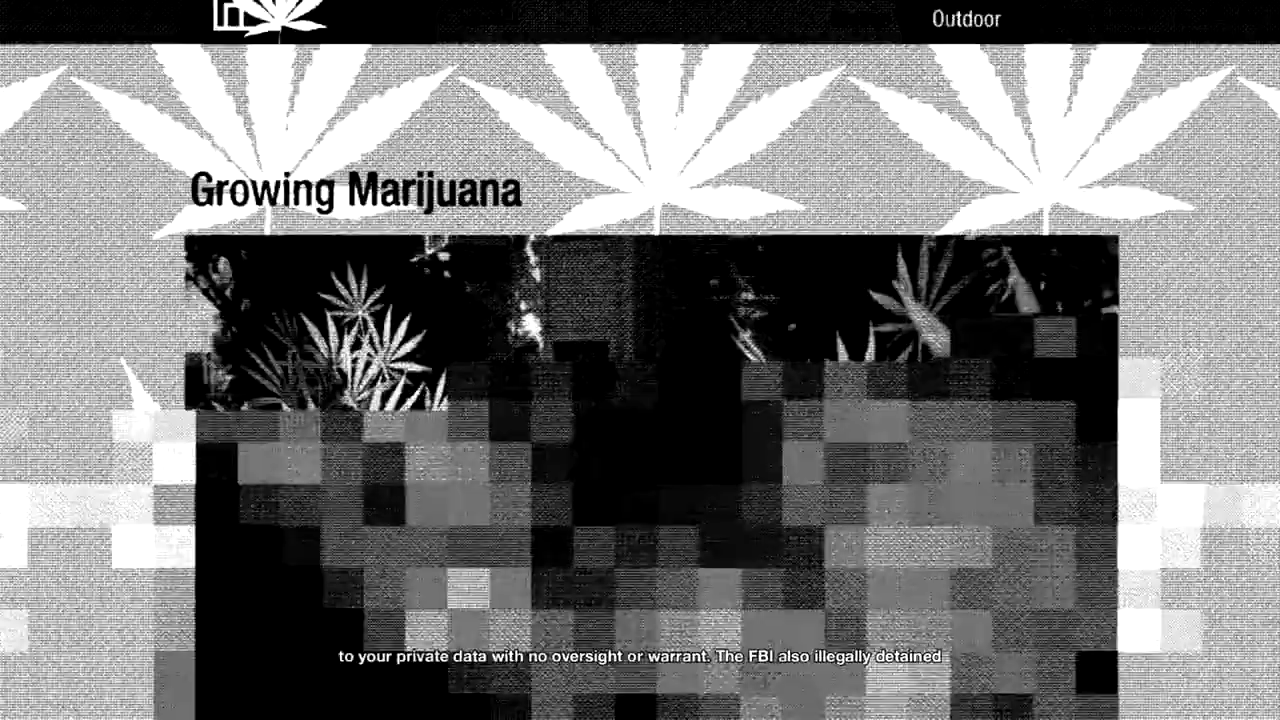 Outdoor
Growing Marijuana
to your private data with no oversight or warrant. The FBI also illegally detained